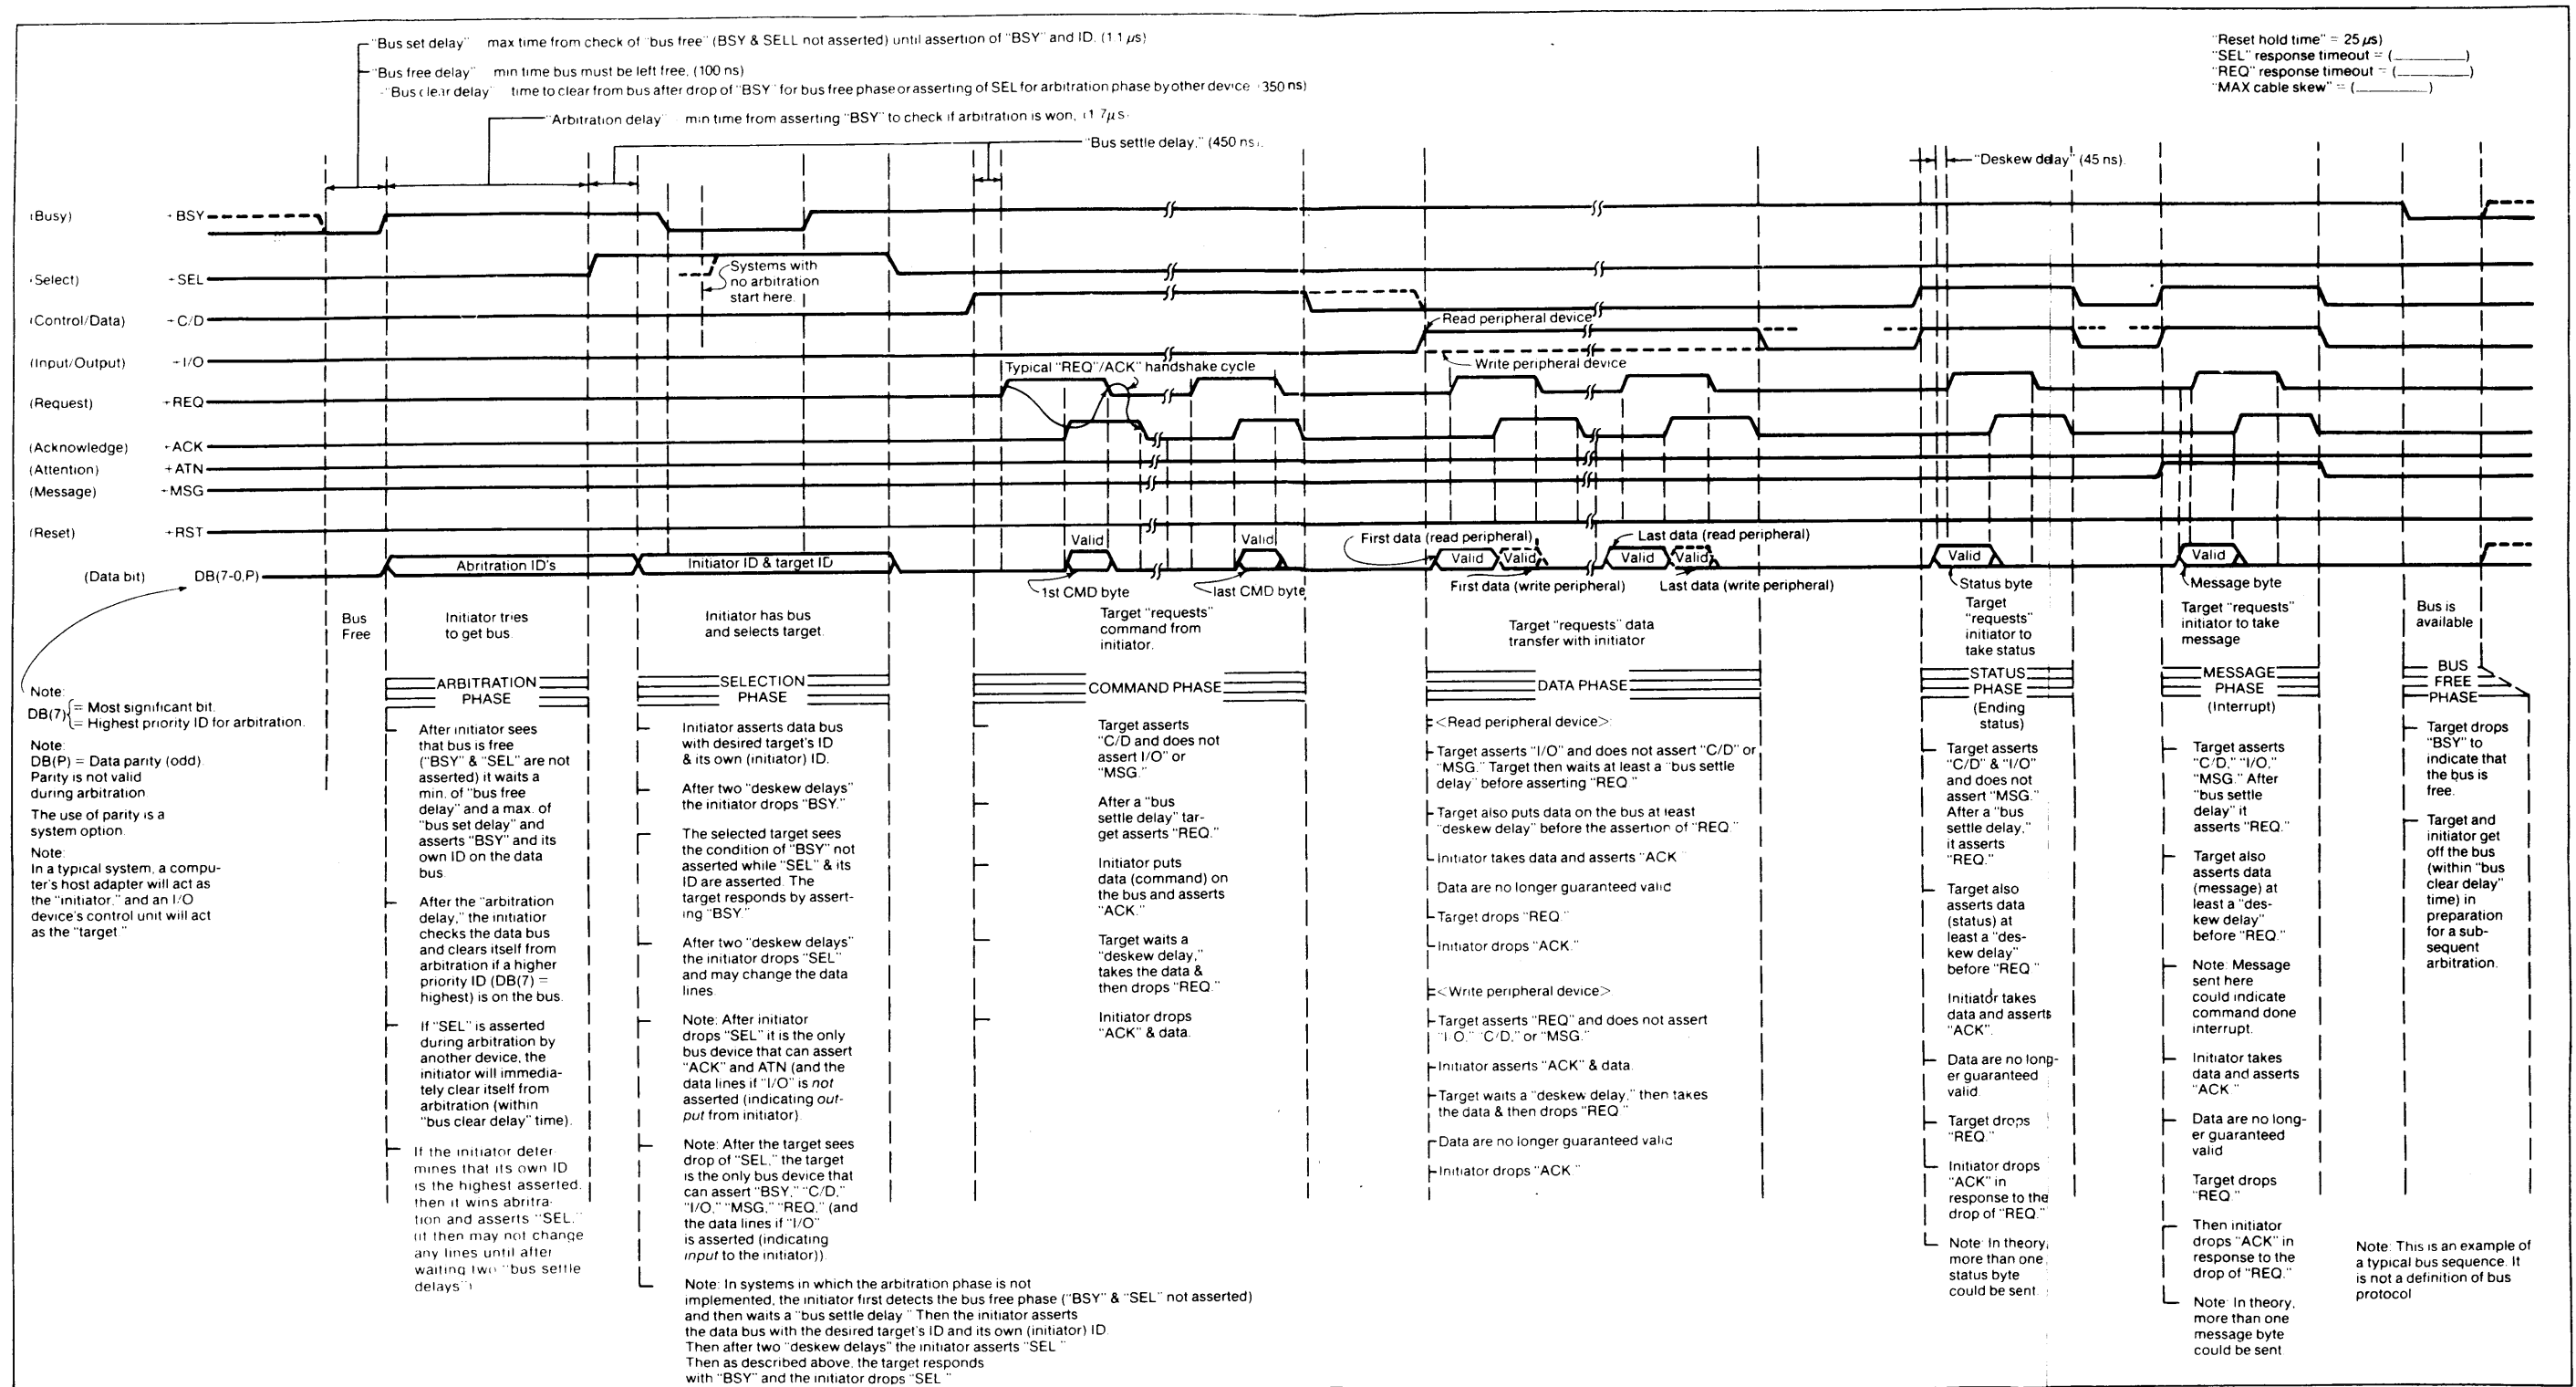 "Bus set delay" max time from check of "bus free" (BSY & SELL not asserted) until assertion of "BSY" and ID. (1.1 µs)
"Bus free delay" min time bus must be left free, (100 ns)
"Bus clear delay" time to clear from bus after drop of "BSY" for bus free phase or asserting of SEL for arbitration phase by other device (350 ns)
"Arbitration delay" min time from asserting "BSY" to check if arbitration is won, (1.7µs.
"Bus settle delay," (450 ns).
"Reset hold time" = 25 µs)
"SEL" response timeout = (________)
"REQ" response timeout = (________)
"MAX cable skew" = (________)
"Deskew delay" (45 ns).
(Busy) +BSY
(Select) +SEL
Systems with
no arbitration
start here.
(Control/Data) +C/D
Read peripheral device
(Input/Output) +I/O
Write peripheral device
Typical "REQ"/ACK" handshake cycle
(Request) +REQ
(Acknowledge) +ACK
(Attention) +ATN
(Message) +MSG
(Reset) +RST
Valid
Valid
First data (read peripheral)
Last data (read peripheral)
(Data bit) DB(7-0,P)
Abritration ID's
Initiator ID & target ID
Valid
Valid
Valid
Valid
Valid
Valid
1st CMD byte
last CMD byte
First data (write peripheral)
Last data (write peripheral)
Status byte
Message byte
Bus
Free
Initiator tries
to get bus.
Initiator has bus
and selects target.
Target "requests"
command from
initiator.
Target "requests" data
transfer with initiator
Target
"requests"
initiator to
take status
Target "requests"
initiator to take
message
Bus is
available
Note:
DB(7) = Most significant bit.
= Highest priority ID for arbitration.
Note:
DB(P) = Data parity (odd).
Parity is not valid
during arbitration
The use of parity is a
system option.
Note:
In a typical system, a compu-
ter's host adapter will act as
the "initiator," and an I/O
device's control unit will act
as the "target."
ARBITRATION
PHASE
After initiator sees
that bus is free
("BSY" & "SEL" are not
asserted) it waits a
min. of "bus free
delay" and a max. of
"bus set delay" and
asserts "BSY" and its
own ID on the data
bus.
After the "arbitration
delay," the initiatior
checks the data bus
and clears itself from
arbitration if a higher
priority ID (DB(7) =
highest) is on the bus.
If "SEL" is asserted
during arbitration by
another device, the
initiator will immedia-
tely clear itself from
arbitration (within
"bus clear delay" time).
If the initiator deter-
mines that its own ID
is the highest asserted,
then it wins abritra-
tion and asserts "SEL."
(it then may not change
any lines until after
waiting two "bus settle
delays")
SELECTION
PHASE
Initiator asserts data bus
with desired target's ID
& its own (initiator) ID.
After two "deskew delays"
the initiator drops "BSY."
The selected target sees
the condition of "BSY" not
asserted while "SEL" & its
ID are asserted. The
target responds by assert-
ing "BSY."
After two "deskew delays"
the initiator drops "SEL"
and may change the data
lines.
Note: After initiator
drops "SEL" it is the only
bus device that can assert
"ACK" and ATN (and the
data lines if "I/O" is not
asserted (indicating out-
put from initiator).
Note: After the target sees
drop of "SEL," the target
is the only bus device that
can assert "BSY," "C/D,"
"I/O," "MSG," "REQ," (and
the data lines if "I/O"
is asserted (indicating
input to the initiator)).
Note: In systems in which the arbitration phase is not
implemented, the initiator first detects the bus free phase ("BSY" & "SEL" not asserted)
and then waits a "bus settle delay." Then the initiator asserts
the data bus with the desired target's ID and its own (initiator) ID.
Then after two "deskew delays" the initiator asserts "SEL."
Then as described above, the target responds
with "BSY" and the initiator drops "SEL."
COMMAND PHASE
Target asserts
"C/D and does not
assert I/O" or
"MSG."
After a "bus
settle delay" tar-
get asserts "REQ."
Initiator puts
data (command) on
the bus and asserts
"ACK."
Target waits a
"deskew delay,"
takes the data &
then drops "REQ."
Initiator drops
"ACK" & data.
DATA PHASE
<Read peripheral device>:
Target asserts "I/O" and does not assert "C/D" or
"MSG." Target then waits at least a "bus settle
delay" before asserting "REQ."
Target also puts data on the bus at least
"deskew delay" before the assertion of "REQ."
Initiator takes data and asserts "ACK"
Data are no longer guaranteed valid
Target drops "REQ."
Initiator drops "ACK."
<Write peripheral device>
Target asserts "REQ" and does not assert
"I/O," "C/D," or "MSG."
Initiator asserts "ACK" & data.
Target waits a "deskew delay," then takes
the data & then drops "REQ."
Data are no longer guaranteed valid
Initiator drops "ACK."
STATUS
PHASE
(Ending
status)
Target asserts
"C/D" & "I/O"
and does not
assert "MSG."
After a "bus
settle delay,"
it asserts
"REQ."
Target also
asserts data
(status) at
least a "des-
kew delay"
before "REQ"
Initiator takes
data and asserts
"ACK".
Data are no long-
er guaranteed
valid.
Target drops
"REQ."
Initiator drops
"ACK" in
response to the
drop of "REQ."
Note: In theory,
more than one
status byte
could be sent.
MESSAGE
PHASE
(Interrupt)
Target asserts
"C/D," "I/O,"
"MSG." After
"bus settle
delay" it
asserts "REQ."
Target also
asserts data
(message) at
least a "des-
kew delay"
before "REQ."
Note: Message
sent here
could indicate
command done
interrupt.
Initiator takes
data and asserts
"ACK"
Data are no long-
er guaranteed
valid
Target drops
"REQ."
Then initiator
drops "ACK" in
response to the
drop of "REQ."
Note: In theory,
more than one
message byte
could be sent
BUS
FREE
PHASE
Target drops
"BSY" to
indicate that
the bus is
free.
Target and
initiator get
off the bus
(within "bus
clear delay"
time) in
preparation
for a sub-
sequent
arbitration.
Note: This is an example of
a typical bus sequence. It
is not a definition of bus
protocol